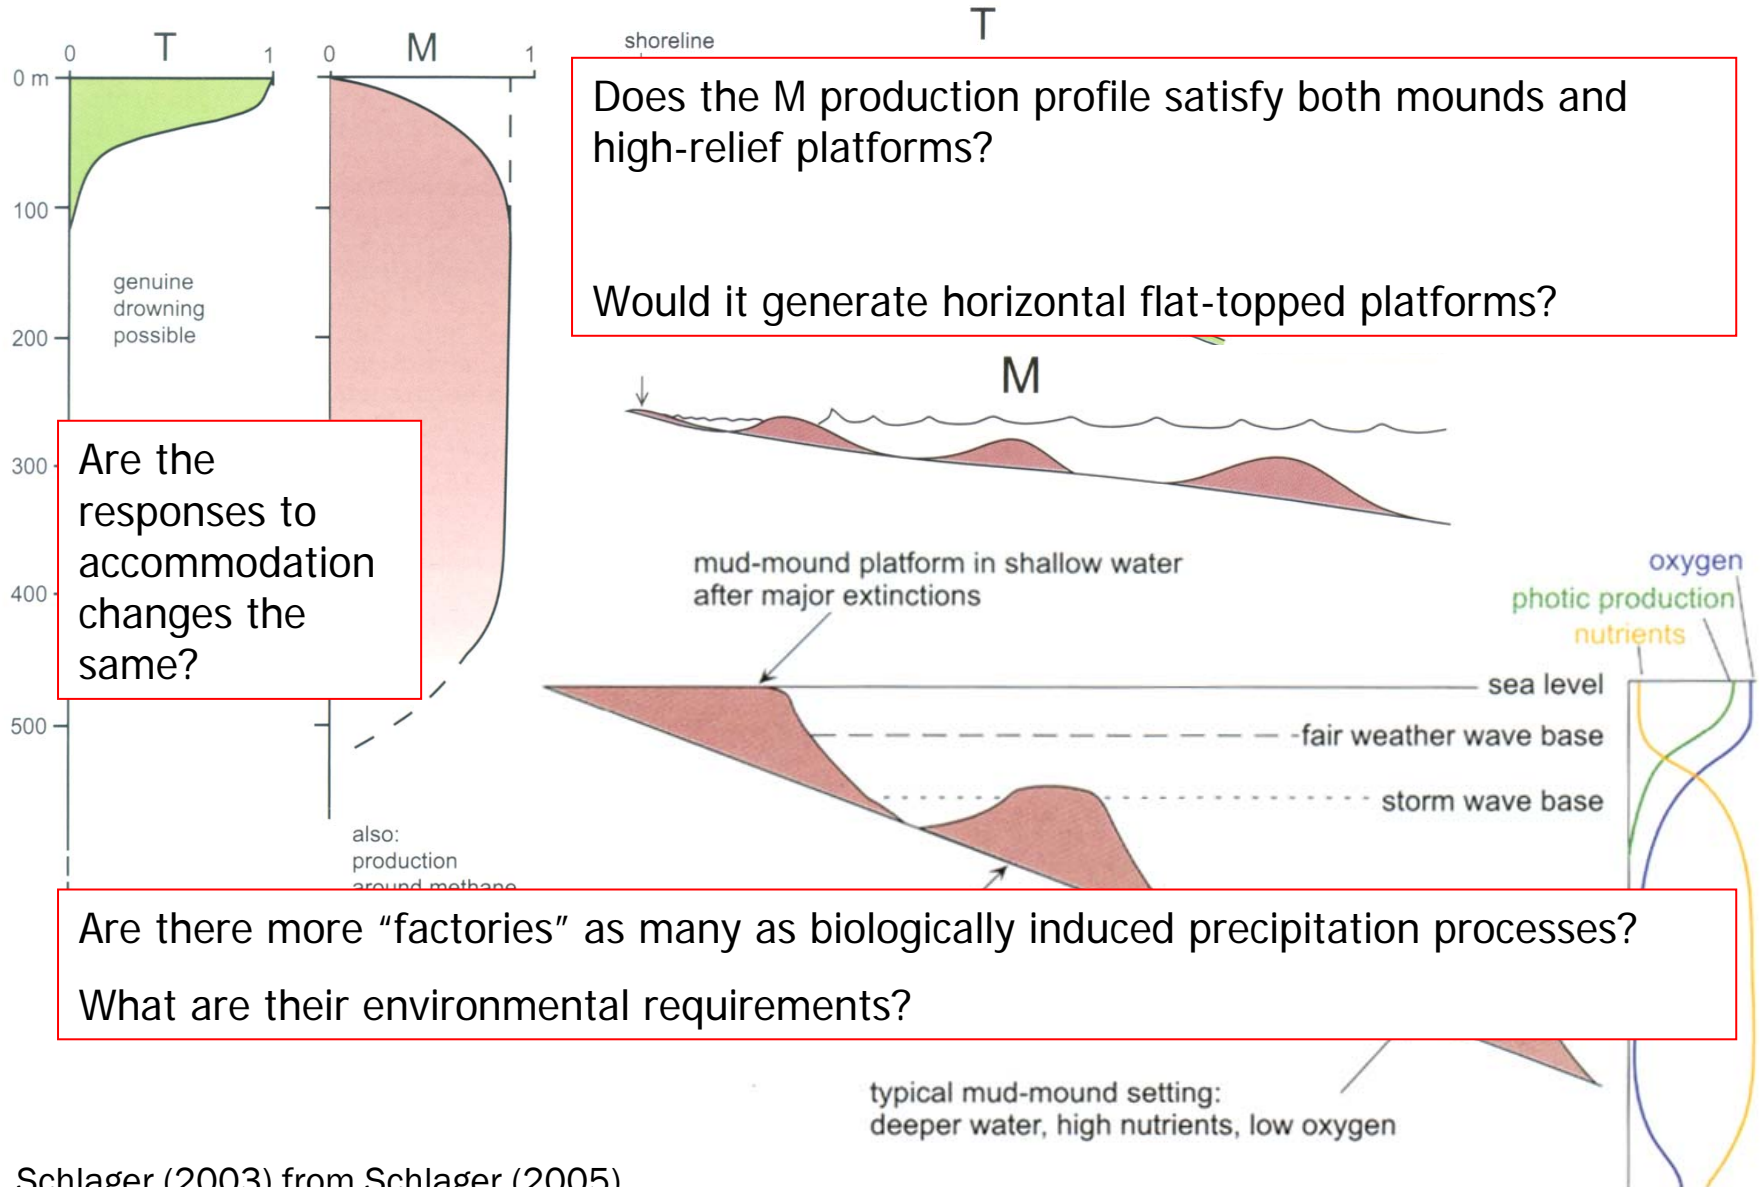 T
0
1
M
0
1
shoreline
T
0 m
100
200
300
400
500
Does the M production profile satisfy both mounds and
high-relief platforms?
Would it generate horizontal flat-topped platforms?
genuine
drowning
possible
M
Are the
responses to
accommodation
changes the
same?
mud-mound platform in shallow water
after major extinctions
oxygen
photic production
nutrients
sea level
fair weather wave base
storm wave base
also:
production
around methane
Are there more “factories” as many as biologically induced precipitation processes?
What are their environmental requirements?
typical mud-mound setting:
deeper water, high nutrients, low oxygen
Schlager (2003) from Schlager (2005)